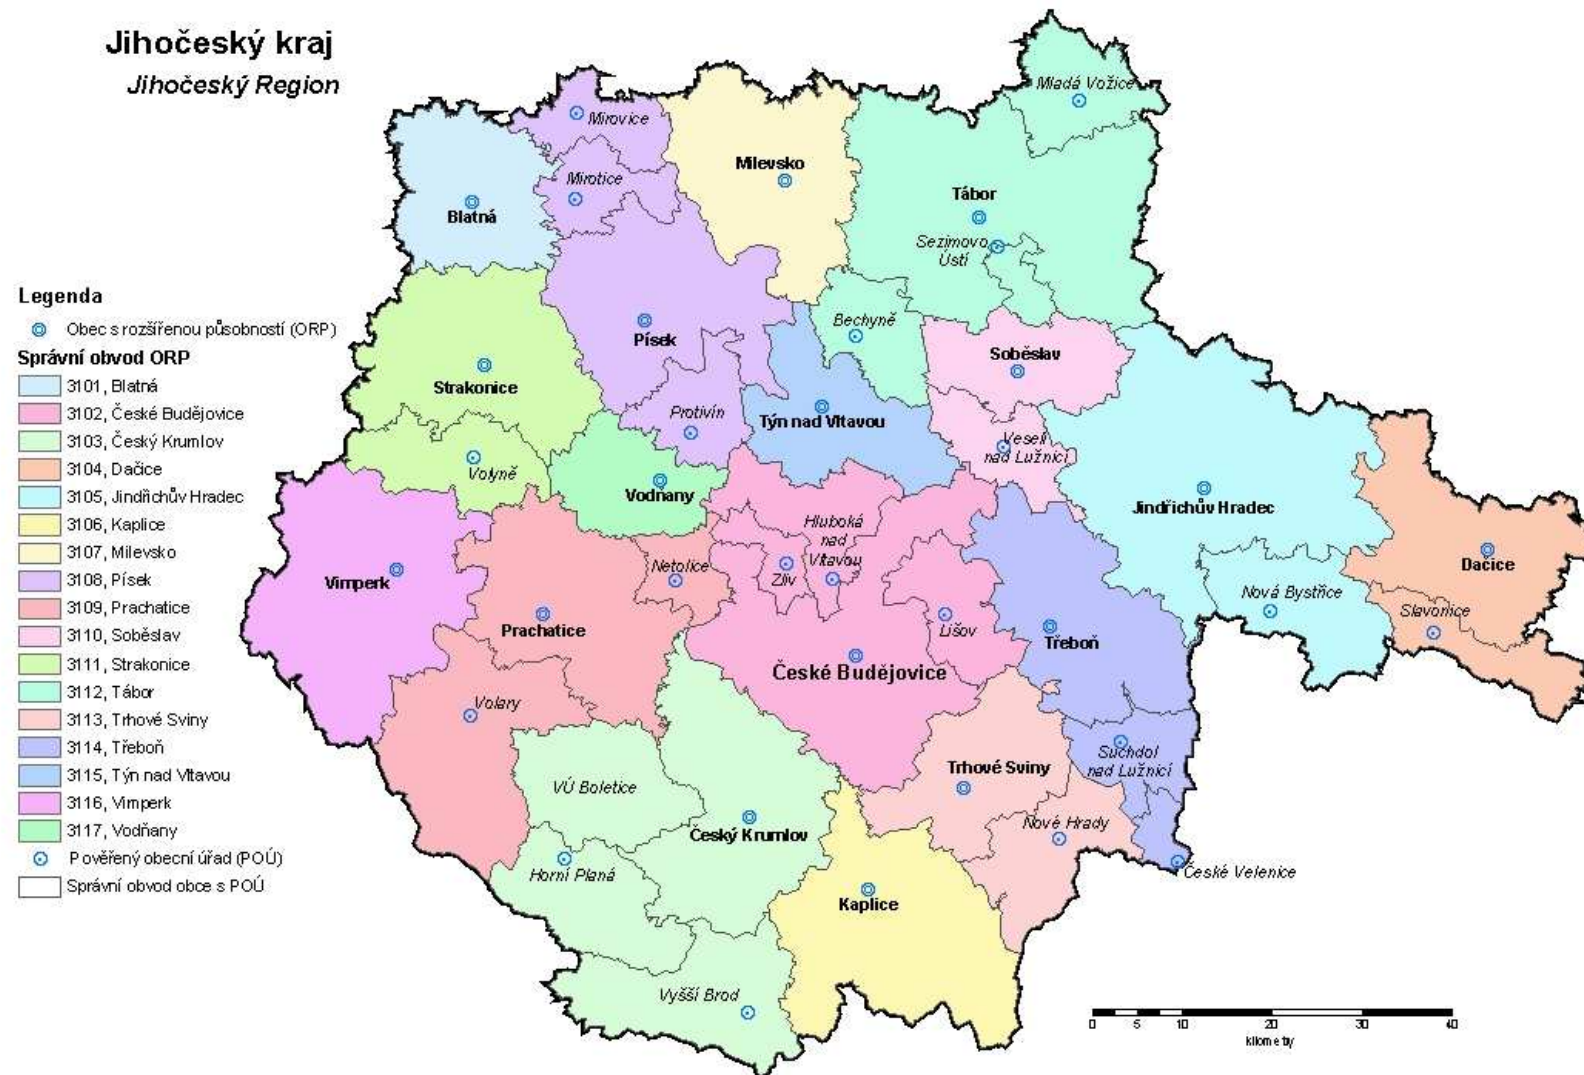 Jihočeský kraj
Jihočeský Region
Legenda
Obec s rozšířenou působností (ORP)
Správní obvod ORP
3101, Blatná
3102, České Budějovice
3103, Český Krumlov
3104, Dačice
3105, Jindřichův Hradec
3106, Kaplice
3107, Milevsko
3108, Písek
3109, Prachatice
3110, Soběslav
3111, Strakonice
3112, Tábor
3113, Trhové Sviny
3114, Třeboň
3115, Týn nad Vltavou
3116, Vimperk
3117, Vodňany
Pověřený obecní úřad (POÚ)
Správní obvod obce s POÚ
Mladá Vožice
Mirovice
Milevsko
Mirotice
Tábor
Blatná
Sezimovo
Ústí
Bechyně
Písek
Soběslav
Strakonice
Protivín
Týn nad Vltavou
Veselí
nad Lužnicí
Volyně
Vodňany
Jindřichův Hradec
Hluboká
nad
Vltavou
Netolice
Zliv
Vimperk
Dačice
Nová Bystřice
Slavonice
Prachatice
Lišov
Třeboň
České Budějovice
Volary
Suchdol
nad Lužnicí
Trhové Sviny
VÚ Boletice
Nové Hrady
Český Krumlov
Horní Planá
České Velenice
Kaplice
Vyšší Brod
0 5 10 20 30 40
kilometry